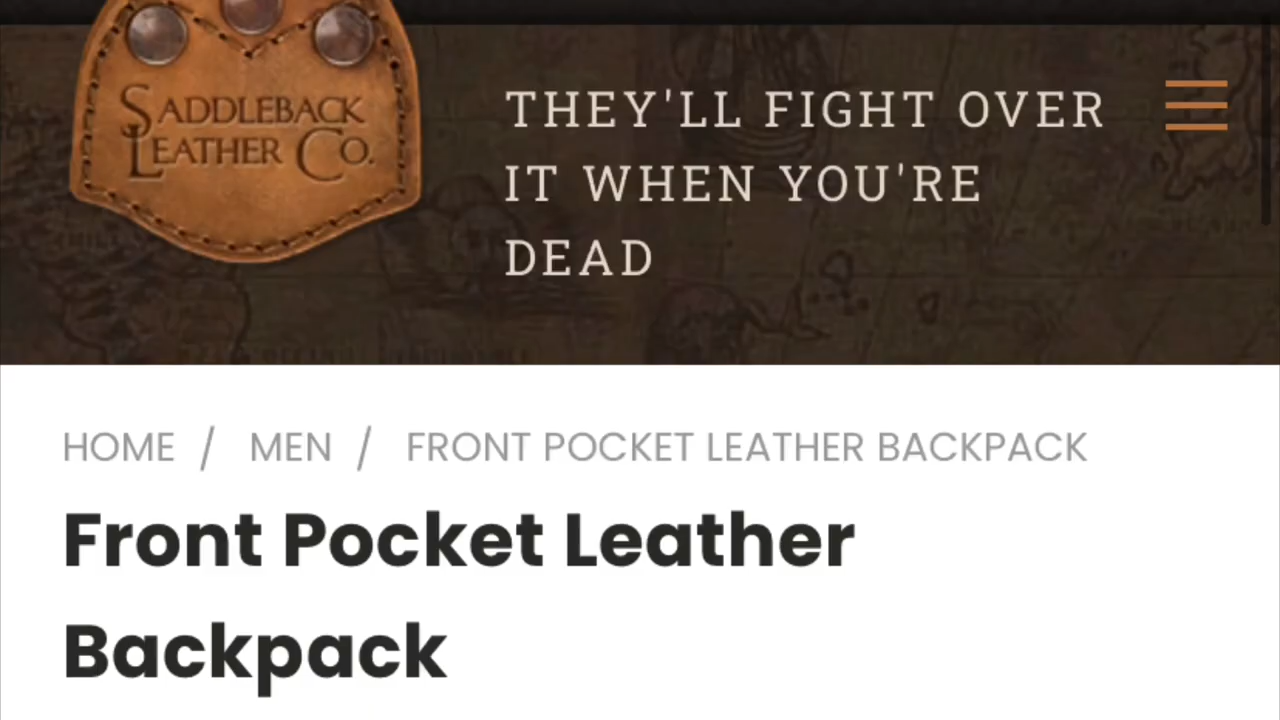 SADDLEBACK
LEATHER CO.
THEY'LL FIGHT OVER
IT WHEN YOU'RE
DEAD
HOME / MEN / FRONT POCKET LEATHER BACKPACK
Front Pocket Leather
Backpack